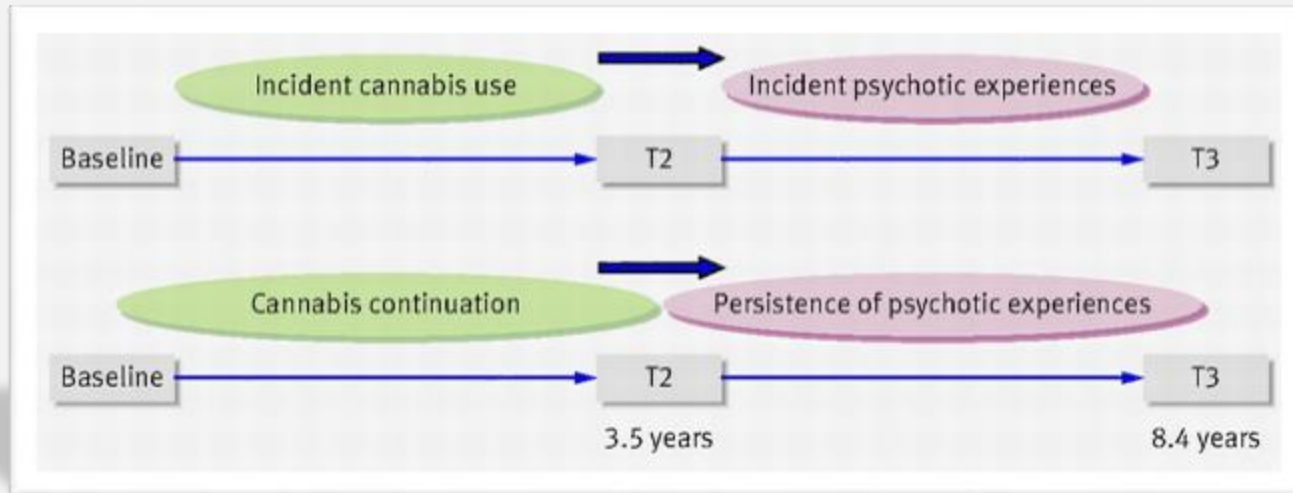 Incident cannabis use
Incident psychotic experiences
Baseline
T2
T3
Cannabis continuation
Persistence of psychotic experiences
Baseline
T2
T3
3.5 years
8.4 years